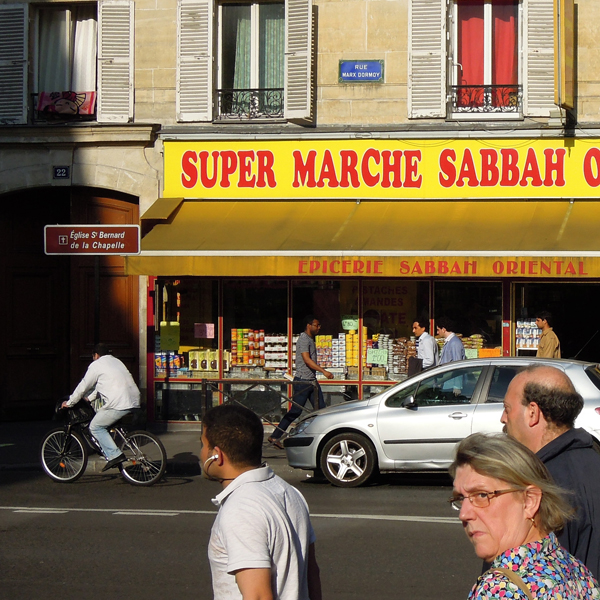 RUE
MARX DORMOY
SUPER MARCHE SABBAH O
22
Église St Bernard
de la Chapelle
EPICERIE SABBAH ORIENTAL